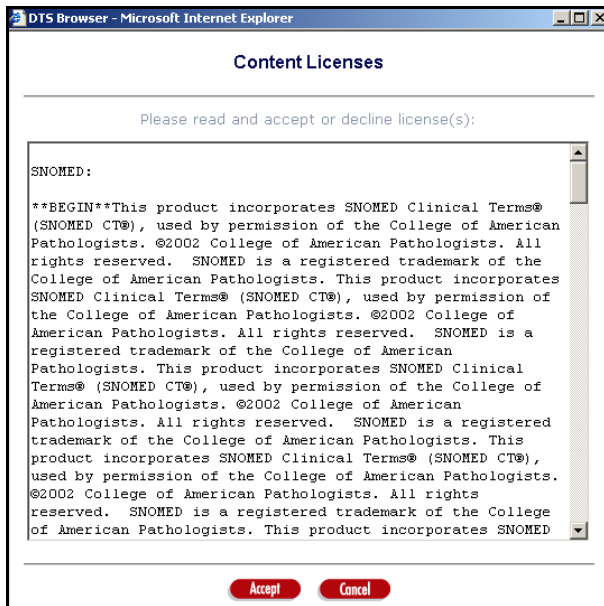 DTS Browser - Microsoft Internet Explorer
Content Licenses
Please read and accept or decline license(s):
SNOMED:
**BEGIN**This product incorporates SNOMED Clinical Terms®
(SNOMED CT®), used by permission of the College of American
Pathologists. ©2002 College of American Pathologists. All
rights reserved.  SNOMED is a registered trademark of the
College of American Pathologists. This product incorporates
SNOMED Clinical Terms® (SNOMED CT®), used by permission of
the College of American Pathologists. ©2002 College of
American Pathologists. All rights reserved.  SNOMED is a
registered trademark of the College of American
Pathologists. This product incorporates SNOMED Clinical
Terms® (SNOMED CT®), used by permission of the College of
American Pathologists. ©2002 College of American
Pathologists. All rights reserved.  SNOMED is a registered
trademark of the College of American Pathologists. This
product incorporates SNOMED Clinical Terms® (SNOMED CT®),
used by permission of the College of American Pathologists.
©2002 College of American Pathologists. All rights
reserved.  SNOMED is a registered trademark of the College
of American Pathologists. This product incorporates SNOMED
Accept Cancel